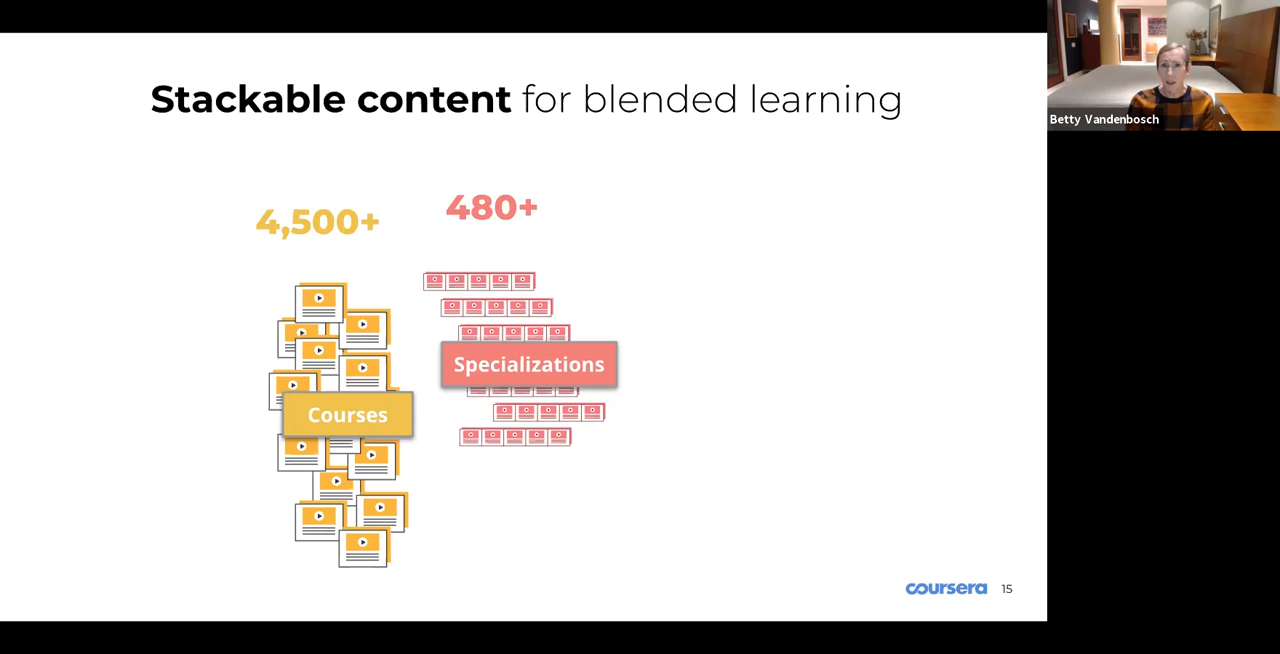 Stackable content for blended learning
4,500+
480+
Specializations
Courses
coursera 15
Betty Vandenbosch